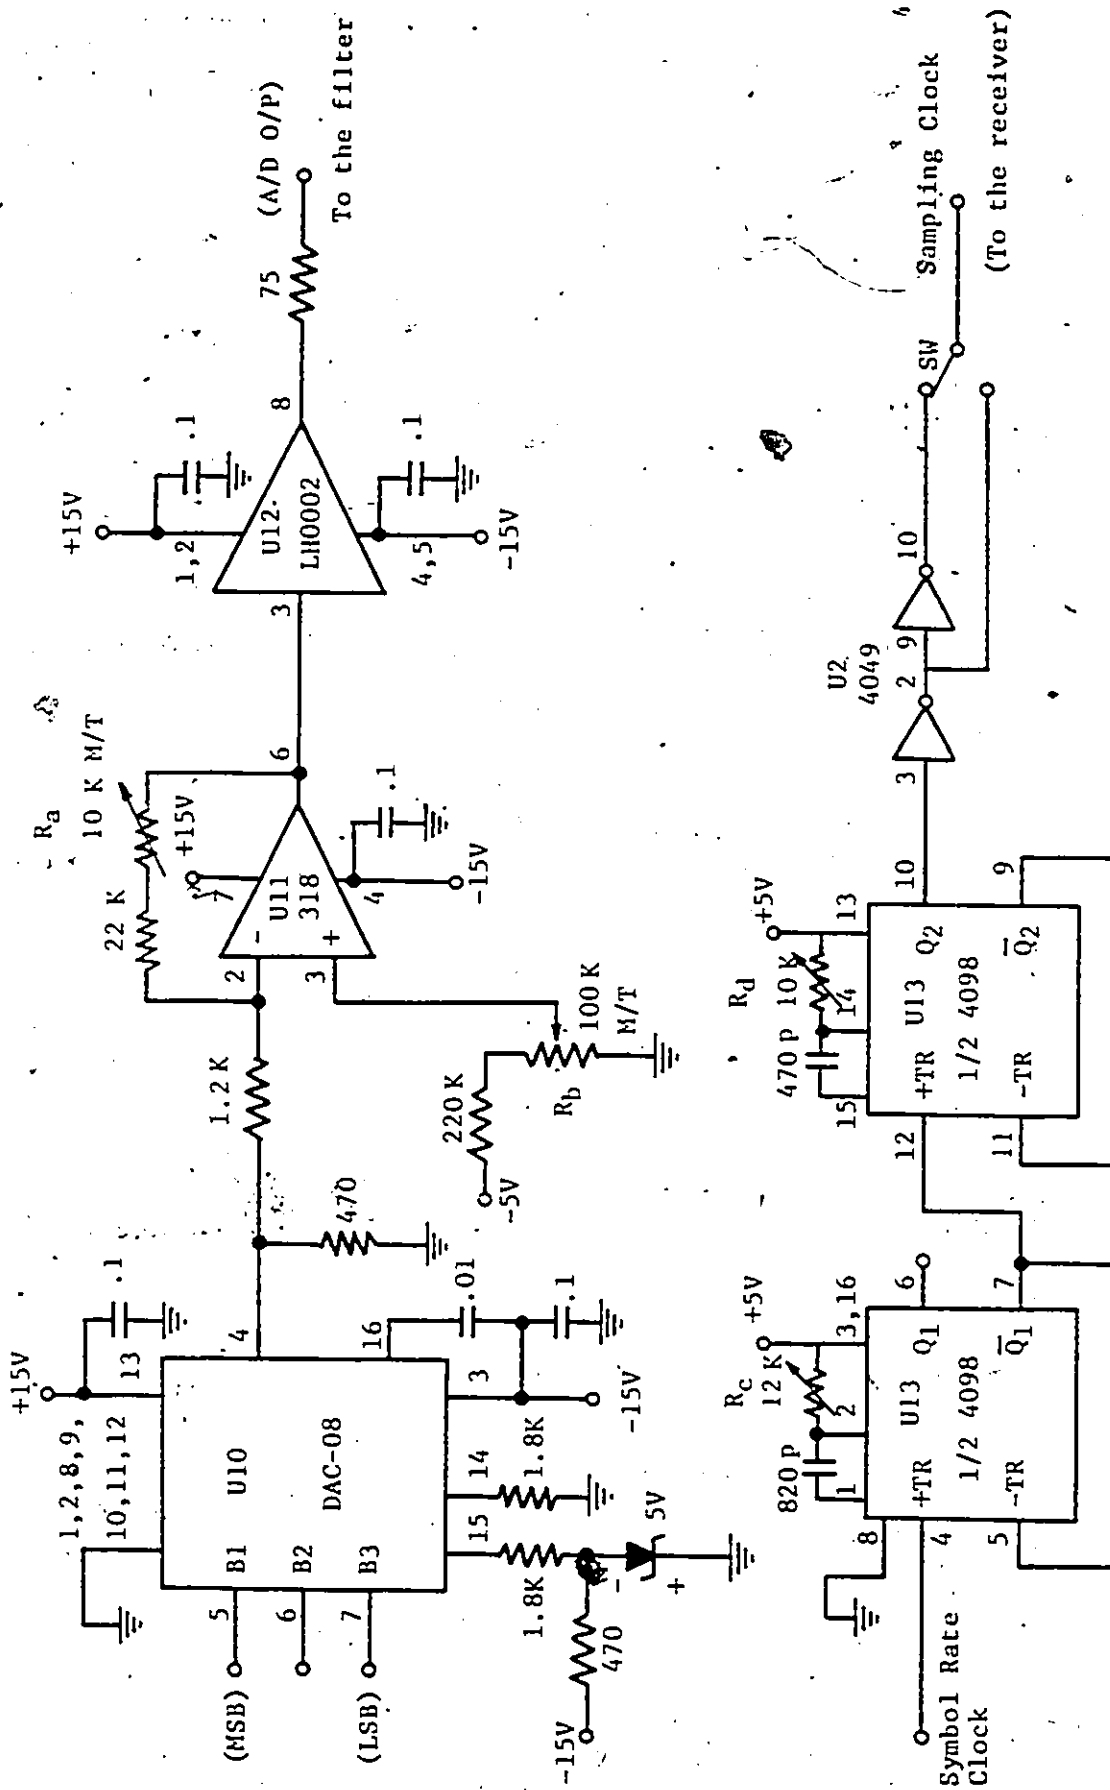 +15V
1,2,8,9,
10,11,12
13
.1
U10
DAC-08
(MSB)
5
B1
6
B2
(LSB)
7
B3
4
16
.01
3
.1
-15V
14
1.8K
15
1.8K
470
-15V
-
+
5V
470
1.2 K
22 K
Ra
10 K M/T
+15V
7
2
-
U11
318
3
+
4
.1
-15V
6
-5V
220K
Rb
100 K
M/T
+15V
1,2
.1
3
U12
LH0002
4,5
.1
-15V
8
75
(A/D O/P)
To the filter
Symbol Rate
Clock
8
4
5
820 p
1
Rc
12 K
2
+5V
3,16
+TR
U13
1/2 4098
-TR
Q1
Q̅1
6
7
12
11
470 p
15
Rd
10 K
14
+5V
13
+TR
U13
1/2 4098
-TR
Q2
Q̅2
10
9
3
U2
4049
2
9
10
SW
Sampling Clock
(To the receiver)